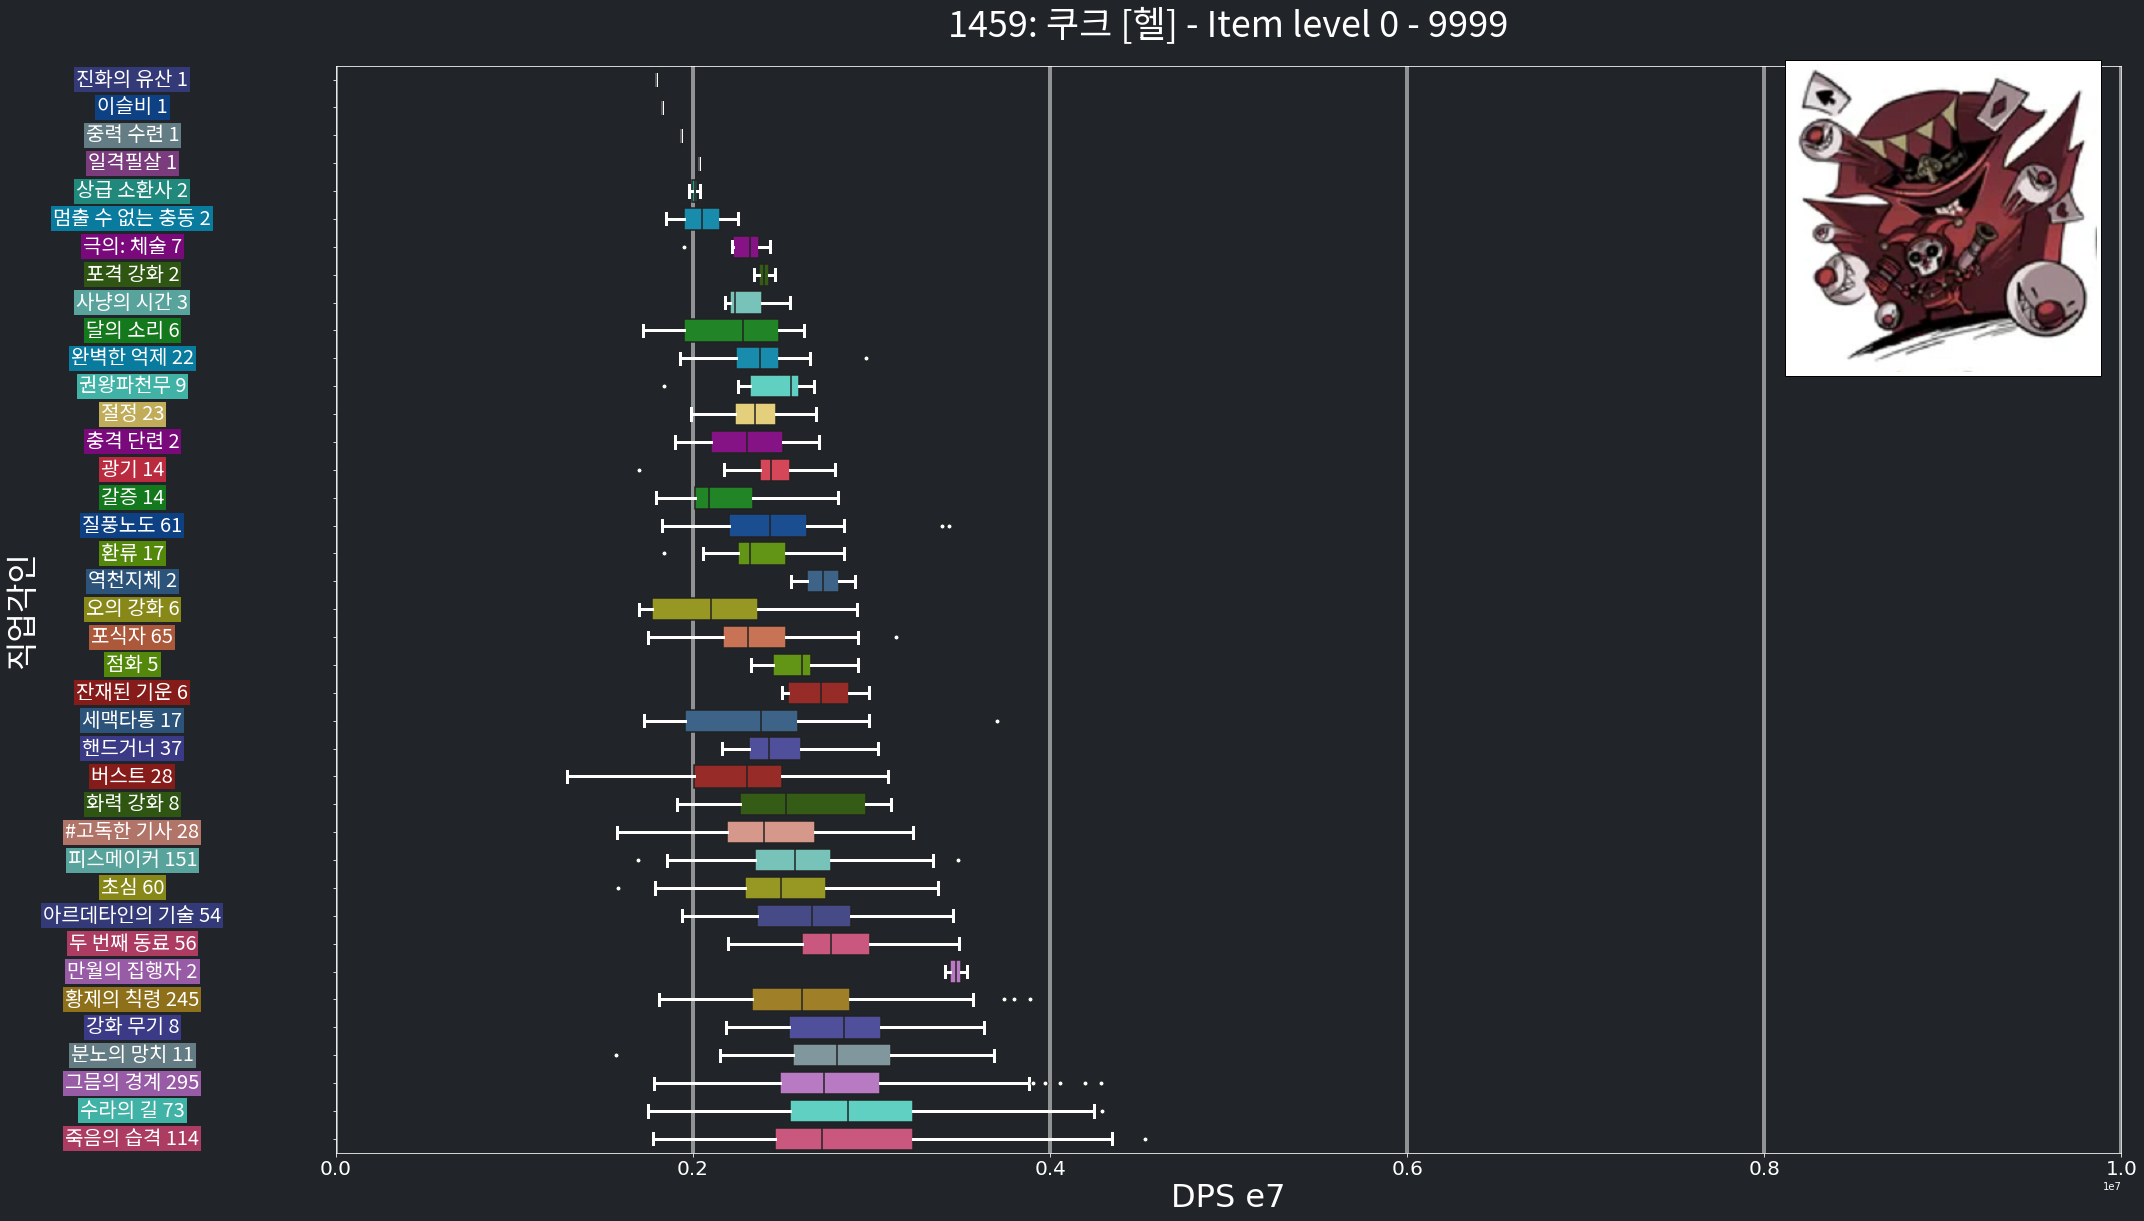 1459: 쿠크 [헬] - Item level 0 - 9999
직업각인
진화의 유산 1
이슬비 1
중력 수련 1
일격필살 1
상급 소환사 2
멈출 수 없는 충동 2
극의: 체술 7
포격 강화 2
사냥의 시간 3
달의 소리 6
완벽한 억제 22
권왕파천무 9
절정 23
충격 단련 2
광기 14
갈증 14
질풍노도 61
환류 17
역천지체 2
오의 강화 6
포식자 65
점화 5
잔재된 기운 6
세맥타통 17
핸드거너 37
버스트 28
화력 강화 8
#고독한 기사 28
피스메이커 151
초심 60
아르데타인의 기술 54
두 번째 동료 56
만월의 집행자 2
황제의 칙령 245
강화 무기 8
분노의 망치 11
그믐의 경계 295
수라의 길 73
죽음의 습격 114
0.0 0.2 0.4 0.6 0.8 1.0
1e7
DPS e7